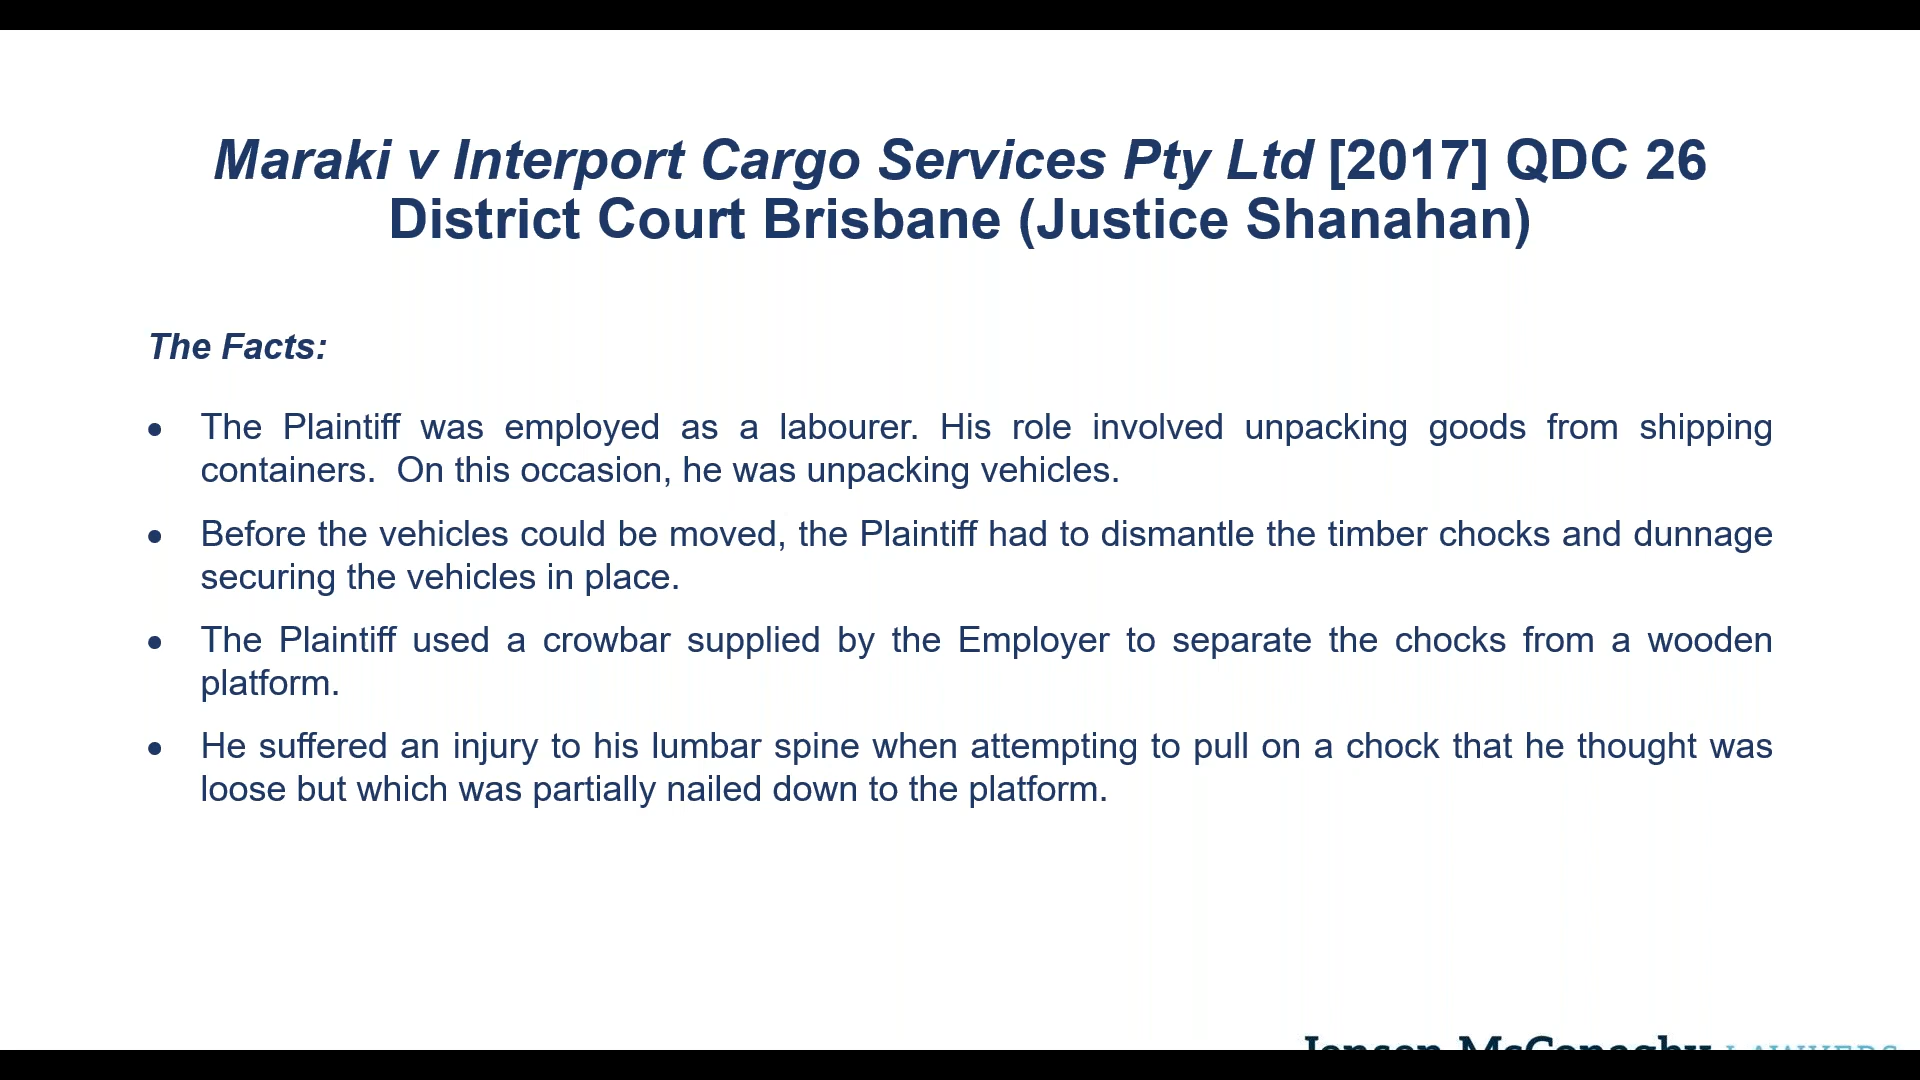 Maraki v Interport Cargo Services Pty Ltd [2017] QDC 26
District Court Brisbane (Justice Shanahan)
The Facts:
• The Plaintiff was employed as a labourer. His role involved unpacking goods from shipping
containers.  On this occasion, he was unpacking vehicles.
• Before the vehicles could be moved, the Plaintiff had to dismantle the timber chocks and dunnage
securing the vehicles in place.
• The Plaintiff used a crowbar supplied by the Employer to separate the chocks from a wooden
platform.
• He suffered an injury to his lumbar spine when attempting to pull on a chock that he thought was
loose but which was partially nailed down to the platform.
Jensen McConaghy LAWYERS